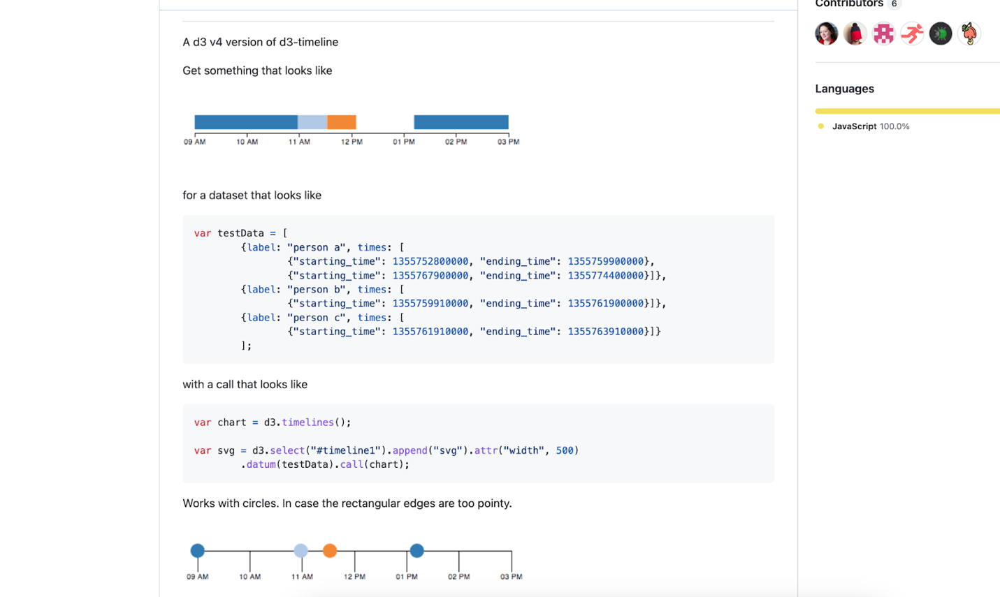 A d3 v4 version of d3-timeline
Get something that looks like
09 AM 10 AM 11 AM 12 PM 01 PM 02 PM 03 PM
for a dataset that looks like
var testData = [
        {label: "person a", times: [
                {"starting_time": 1355752800000, "ending_time": 1355759900000},
                {"starting_time": 1355767900000, "ending_time": 1355774400000}]},
        {label: "person b", times: [
                {"starting_time": 1355759910000, "ending_time": 1355761900000}]},
        {label: "person c", times: [
                {"starting_time": 1355761910000, "ending_time": 1355763910000}]}
        ];
with a call that looks like
var chart = d3.timelines();
var svg = d3.select("#timeline1").append("svg").attr("width", 500)
        .datum(testData).call(chart);
Works with circles. In case the rectangular edges are too pointy.
09 AM 10 AM 11 AM 12 PM 01 PM 02 PM 03 PM
Contributors 6
Languages
JavaScript 100.0%